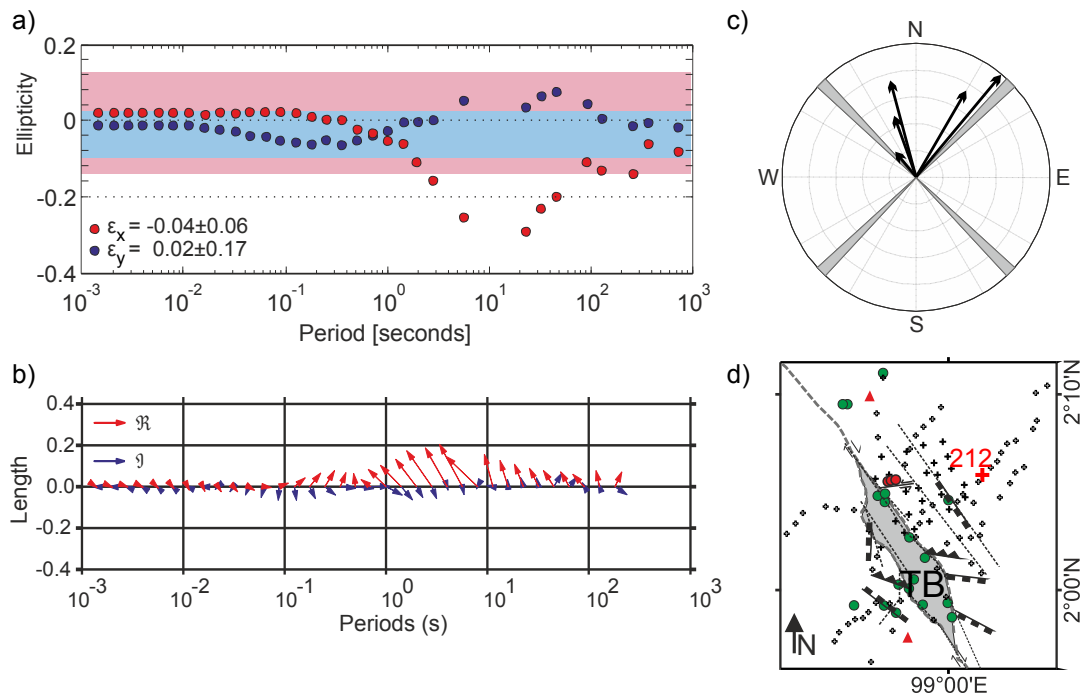 a)
0.2
0
-0.2
-0.4
Ellipticity
εx = -0.04±0.06
εy = 0.02±0.17
10-3
10-2
10-1
100
101
102
103
Period [seconds]
b)
0.4
0.2
0.0
-0.2
-0.4
Length
ℜ
ℑ
10-3
10-2
10-1
100
101
102
103
Periods (s)
c)
N
W
E
S
d)
2°10'N
212
TB
2°00'N
N
99°00'E